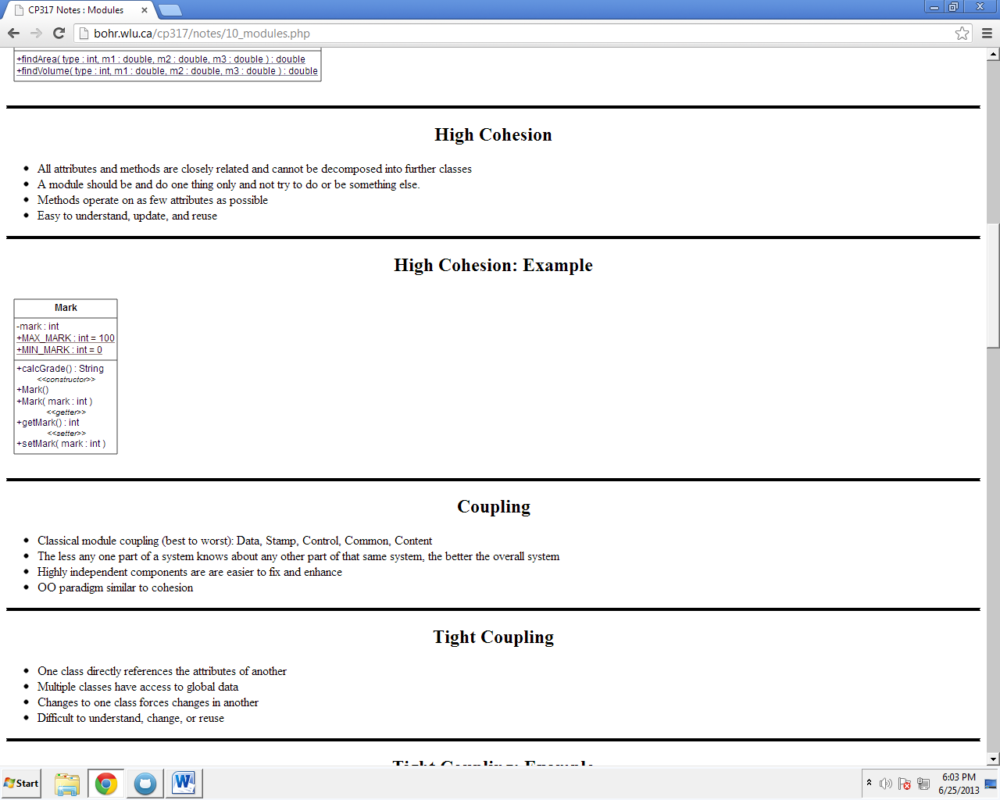 CP317 Notes : Modules
bohr.wlu.ca/cp317/notes/10_modules.php
+findArea( type : int, m1 : double, m2 : double, m3 : double ) : double
+findVolume( type : int, m1 : double, m2 : double, m3 : double ) : double
High Cohesion
All attributes and methods are closely related and cannot be decomposed into further classes
A module should be and do one thing only and not try to do or be something else.
Methods operate on as few attributes as possible
Easy to understand, update, and reuse
High Cohesion: Example
Mark
-mark : int
+MAX_MARK : int = 100
+MIN_MARK : int = 0
+calcGrade() : String
<<constructor>>
+Mark()
+Mark( mark : int )
<<getter>>
+getMark() : int
<<setter>>
+setMark( mark : int )
Coupling
Classical module coupling (best to worst): Data, Stamp, Control, Common, Content
The less any one part of a system knows about any other part of that same system, the better the overall system
Highly independent components are are easier to fix and enhance
OO paradigm similar to cohesion
Tight Coupling
One class directly references the attributes of another
Multiple classes have access to global data
Changes to one class forces changes in another
Difficult to understand, change, or reuse
Tight Coupling: Example
Start
6:03 PM
6/25/2013